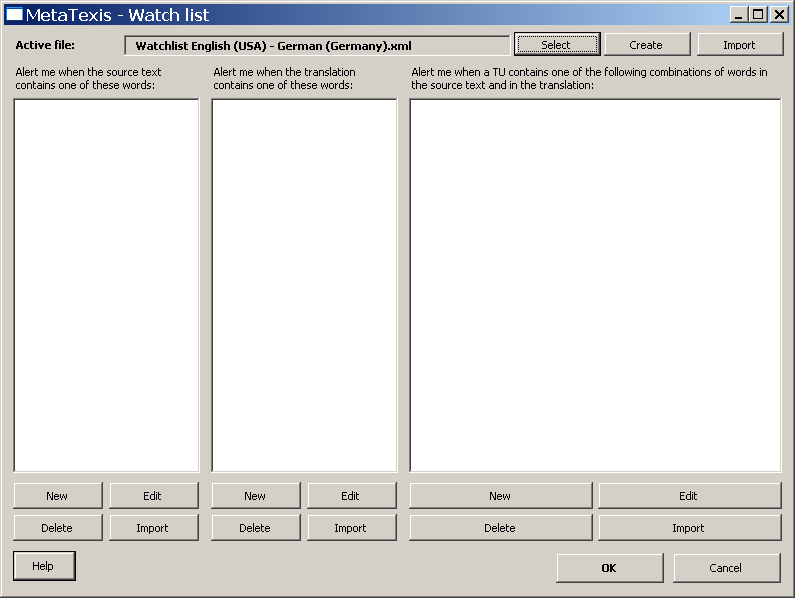 MetaTexis - Watch list
Active file: Watchlist English (USA) - German (Germany).xml Select Create Import
Alert me when the source text
contains one of these words:
Alert me when the translation
contains one of these words:
Alert me when a TU contains one of the following combinations of words in
the source text and in the translation:
New Edit New Edit New Edit
Delete Import Delete Import Delete Import
Help OK Cancel